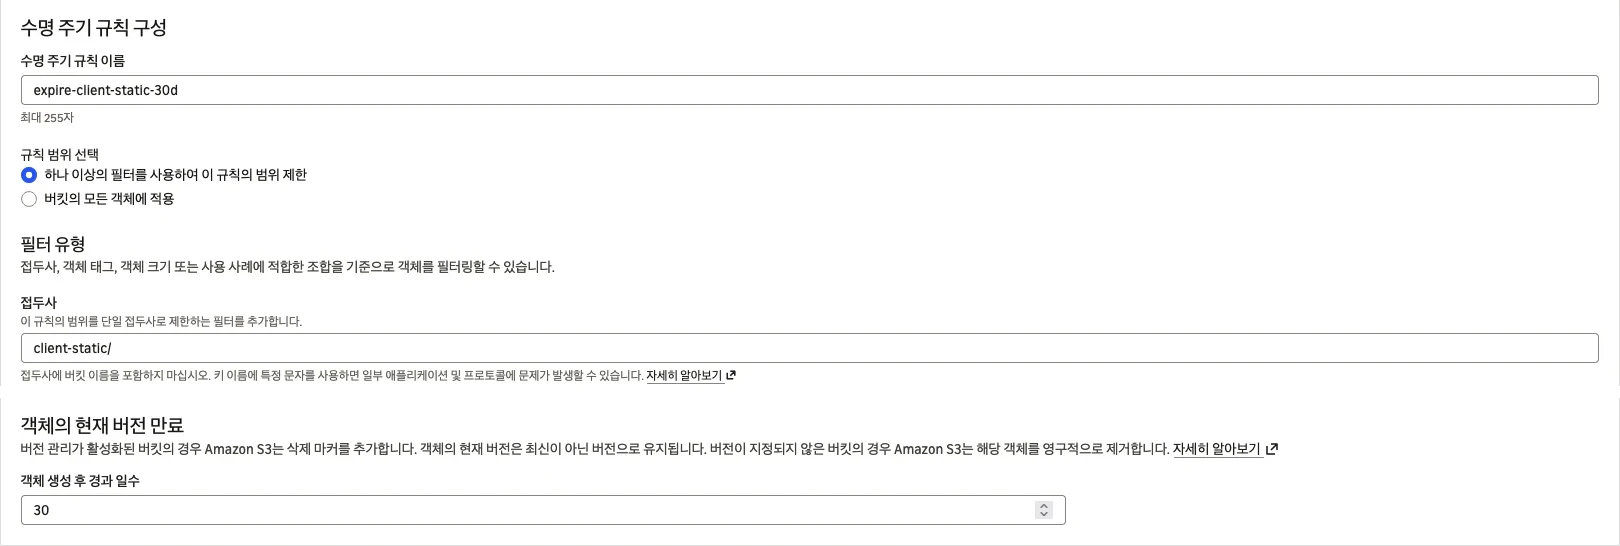 수명 주기 규칙 구성
수명 주기 규칙 이름
expire-client-static-30d
최대 255자
규칙 범위 선택
하나 이상의 필터를 사용하여 이 규칙의 범위 제한
버킷의 모든 객체에 적용
필터 유형
접두사, 객체 태그, 객체 크기 또는 사용 사례에 적합한 조합을 기준으로 객체를 필터링할 수 있습니다.
접두사
이 규칙의 범위를 단일 접두사로 제한하는 필터를 추가합니다.
client-static/
접두사에 버킷 이름을 포함하지 마십시오. 키 이름에 특정 문자를 사용하면 일부 애플리케이션 및 프로토콜에 문제가 발생할 수 있습니다. 자세히 알아보기
객체의 현재 버전 만료
버전 관리가 활성화된 버킷의 경우 Amazon S3는 삭제 마커를 추가합니다. 객체의 현재 버전은 최신이 아닌 버전으로 유지됩니다. 버전이 지정되지 않은 버킷의 경우 Amazon S3는 해당 객체를 영구적으로 제거합니다. 자세히 알아보기
객체 생성 후 경과 일수
30